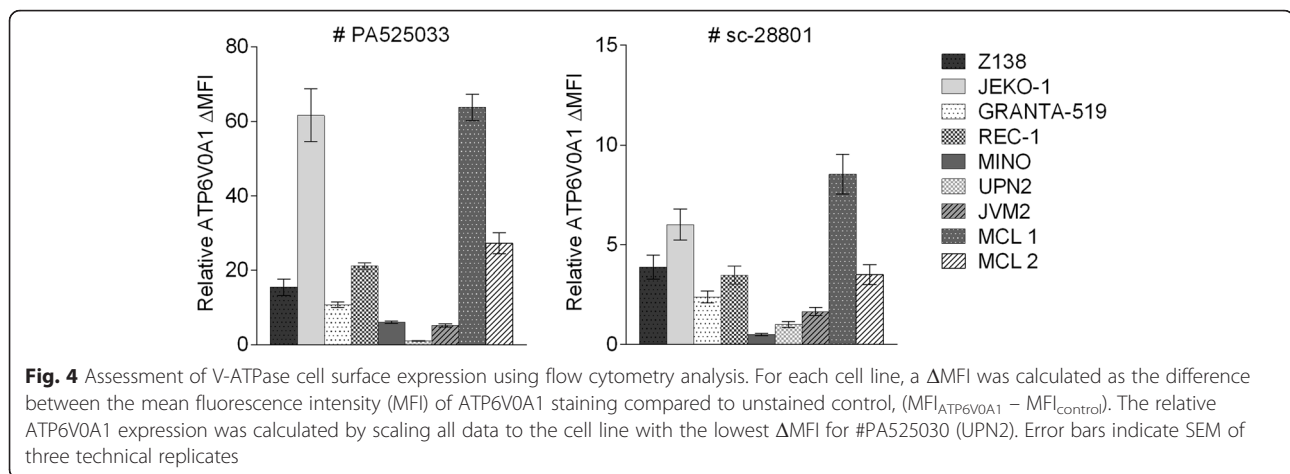 # PA525033
80
60
40
20
0
Relative ATP6V0A1 ΔMFI
# sc-28801
15
10
5
0
Relative ATP6V0A1 ΔMFI
Z138
JEKO-1
GRANTA-519
REC-1
MINO
UPN2
JVM2
MCL 1
MCL 2
Fig. 4 Assessment of V-ATPase cell surface expression using flow cytometry analysis. For each cell line, a ΔMFI was calculated as the difference
between the mean fluorescence intensity (MFI) of ATP6V0A1 staining compared to unstained control, (MFIATP6V0A1 – MFIcontrol). The relative
ATP6V0A1 expression was calculated by scaling all data to the cell line with the lowest ΔMFI for #PA525030 (UPN2). Error bars indicate SEM of
three technical replicates